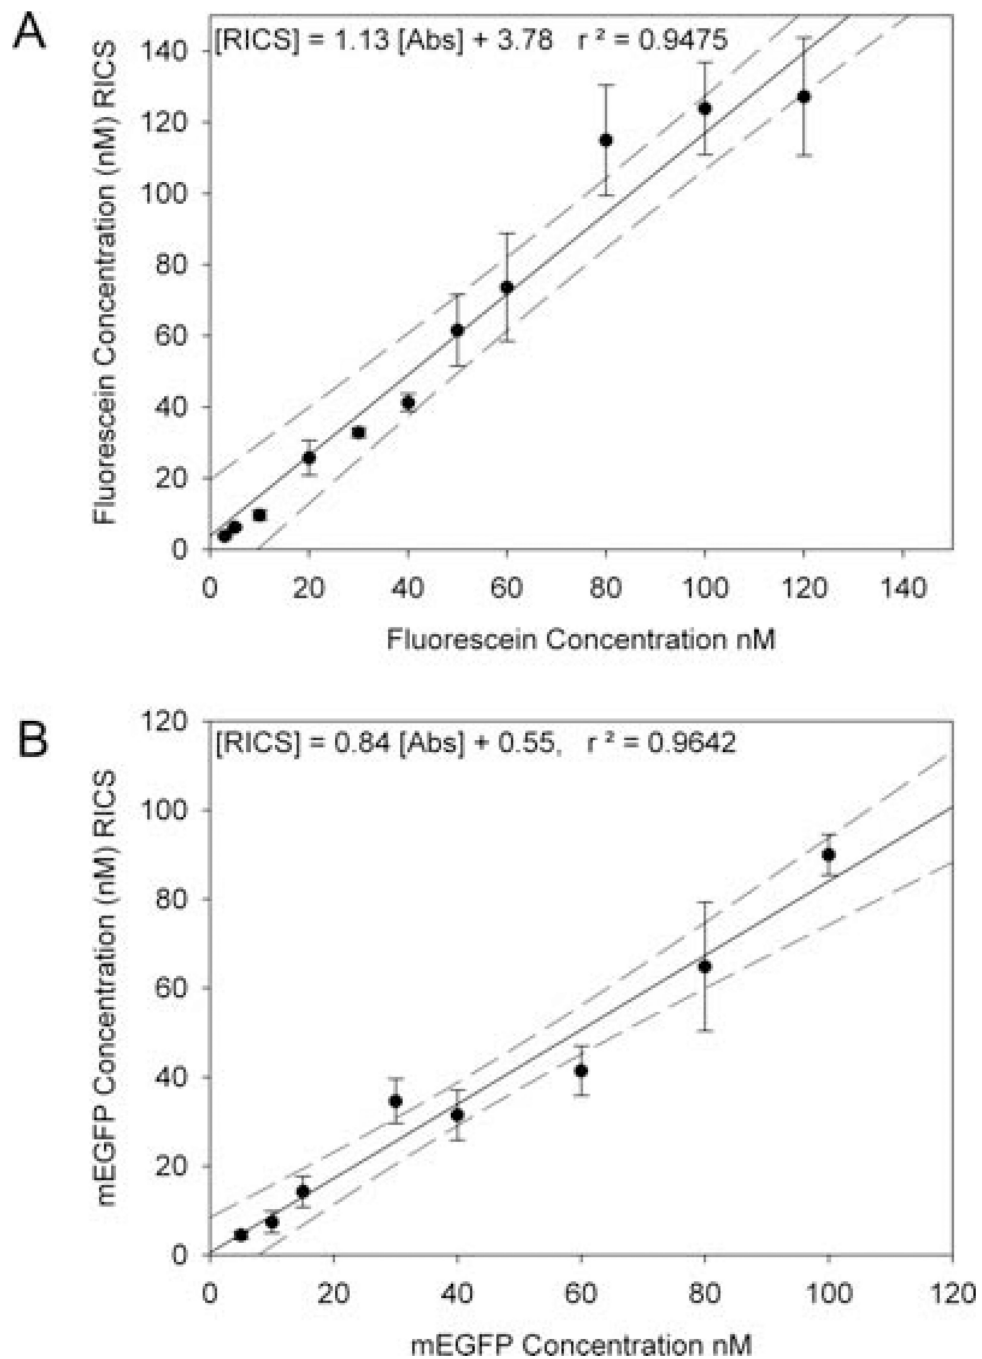 A
[RICS] = 1.13 [Abs] + 3.78 r ² = 0.9475
Fluorescein Concentration (nM) RICS
140
120
100
80
60
40
20
0
0 20 40 60 80 100 120 140
Fluorescein Concentration nM
B
[RICS] = 0.84 [Abs] + 0.55, r ² = 0.9642
mEGFP Concentration (nM) RICS
120
100
80
60
40
20
0
0 20 40 60 80 100 120
mEGFP Concentration nM